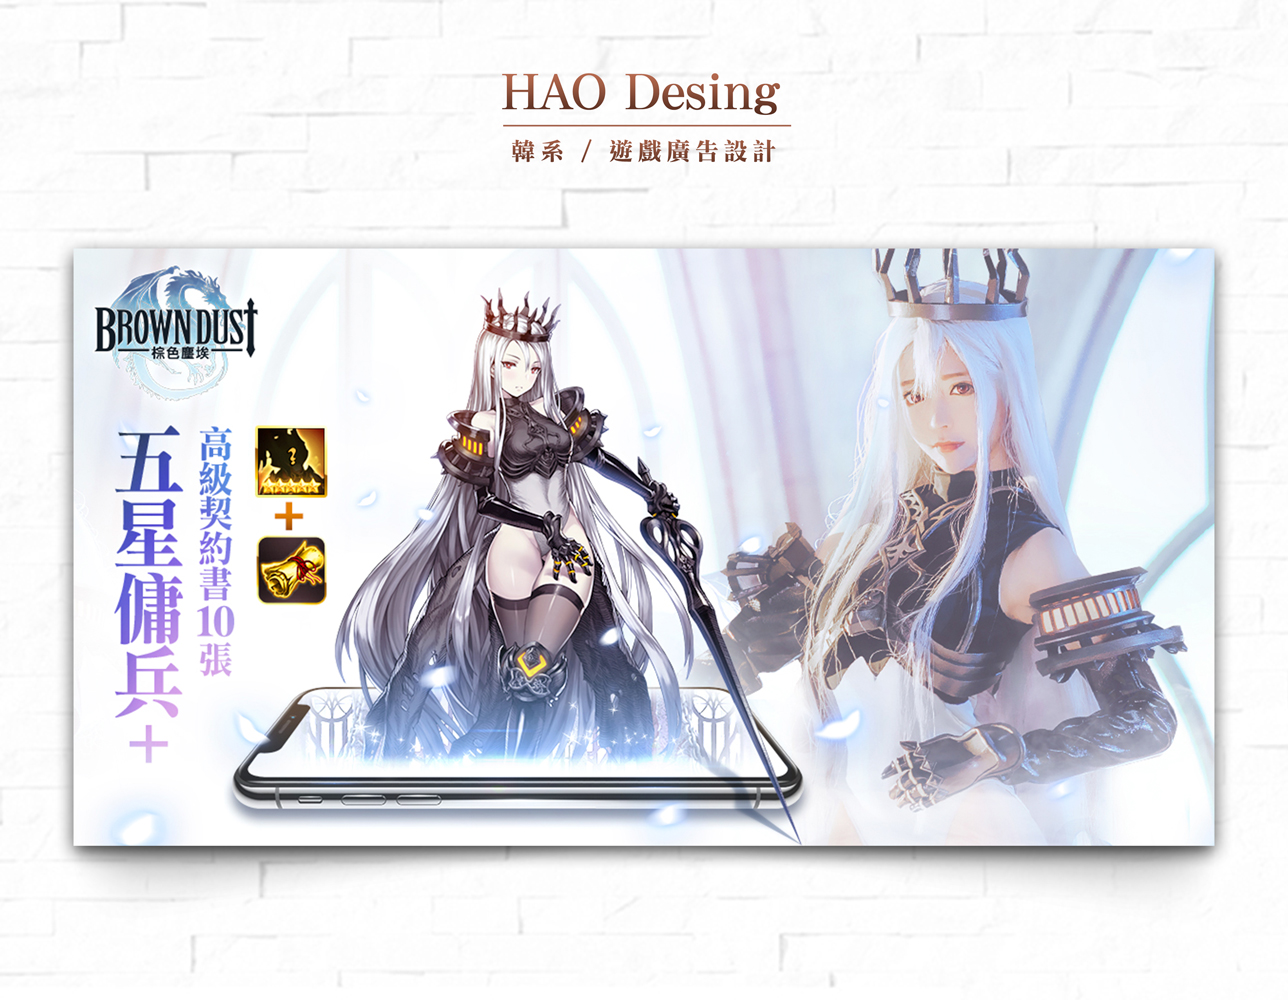 HAO Desing
韓系 / 遊戲廣告設計
BROWN DUST
棕色塵埃
五星傭兵+
高級契約書10張
?
+